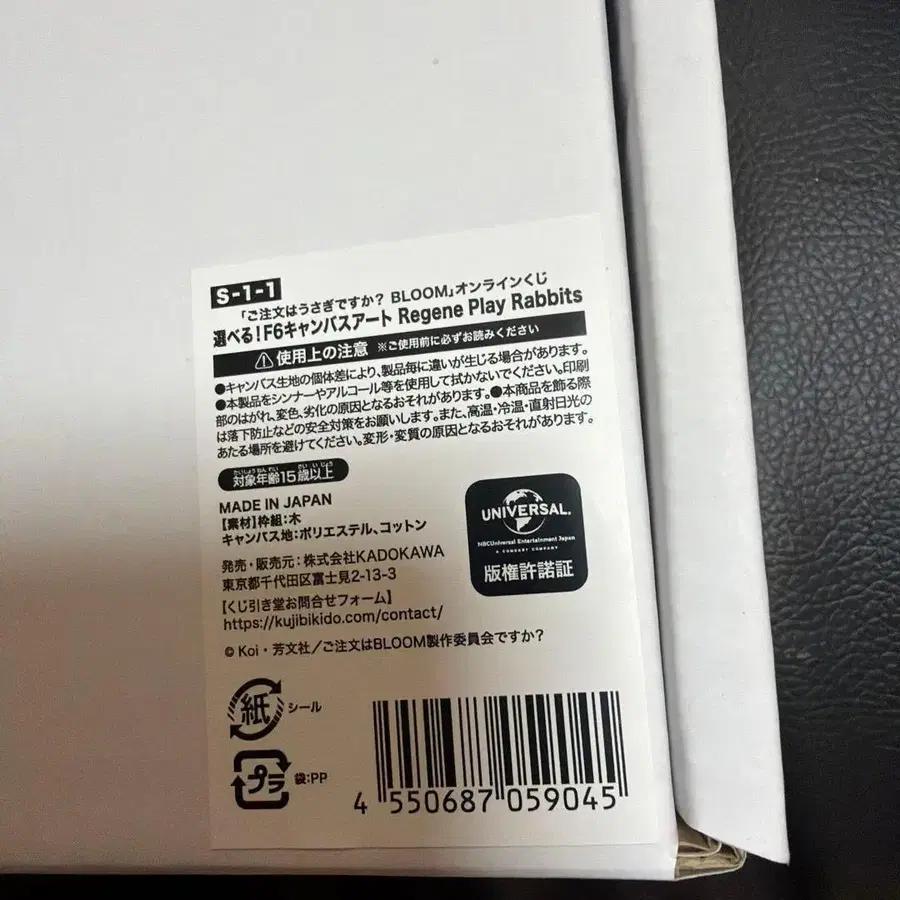 S-1-1
「ご注文はうさぎですか? BLOOM」オンラインくじ
選べる!F6キャンバスアート Regene Play Rabbits
使用上の注意 ※ご使用前に必ずお読みください
●キャンバス生地の個体差により、製品毎に違いが生じる場合があります。
●本製品をシンナーやアルコール等を使用して拭かないでください。印刷
部のはがれ、変色、劣化の原因となるおそれがあります。●本商品を飾る際
は落下防止などの安全対策をお願いします。また、高温・冷温・直射日光の
あたる場所を避けてください。変形・変質の原因となるおそれがあります。
たいしょうねんれい さい いじょう
対象年齢15歳以上
MADE IN JAPAN
【素材】枠組:木
キャンバス地:ポリエステル、コットン
発売・販売元:株式会社KADOKAWA
東京都千代田区富士見2-13-3
【くじ引き堂お問合せフォーム】
https://kujibikido.com/contact/
© Koi・芳文社/ご注文はBLOOM製作委員会ですか?
UNIVERSAL
NBCUniversal Entertainment Japan
A COMCAST COMPANY
版権許諾証
紙 シール
プラ 袋:PP
4 550687 059045